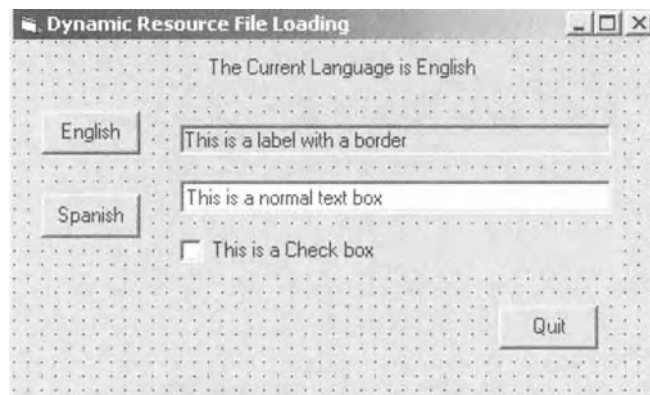 Dynamic Resource File Loading
The Current Language is English
English
This is a label with a border
Spanish
This is a normal text box
This is a Check box
Quit